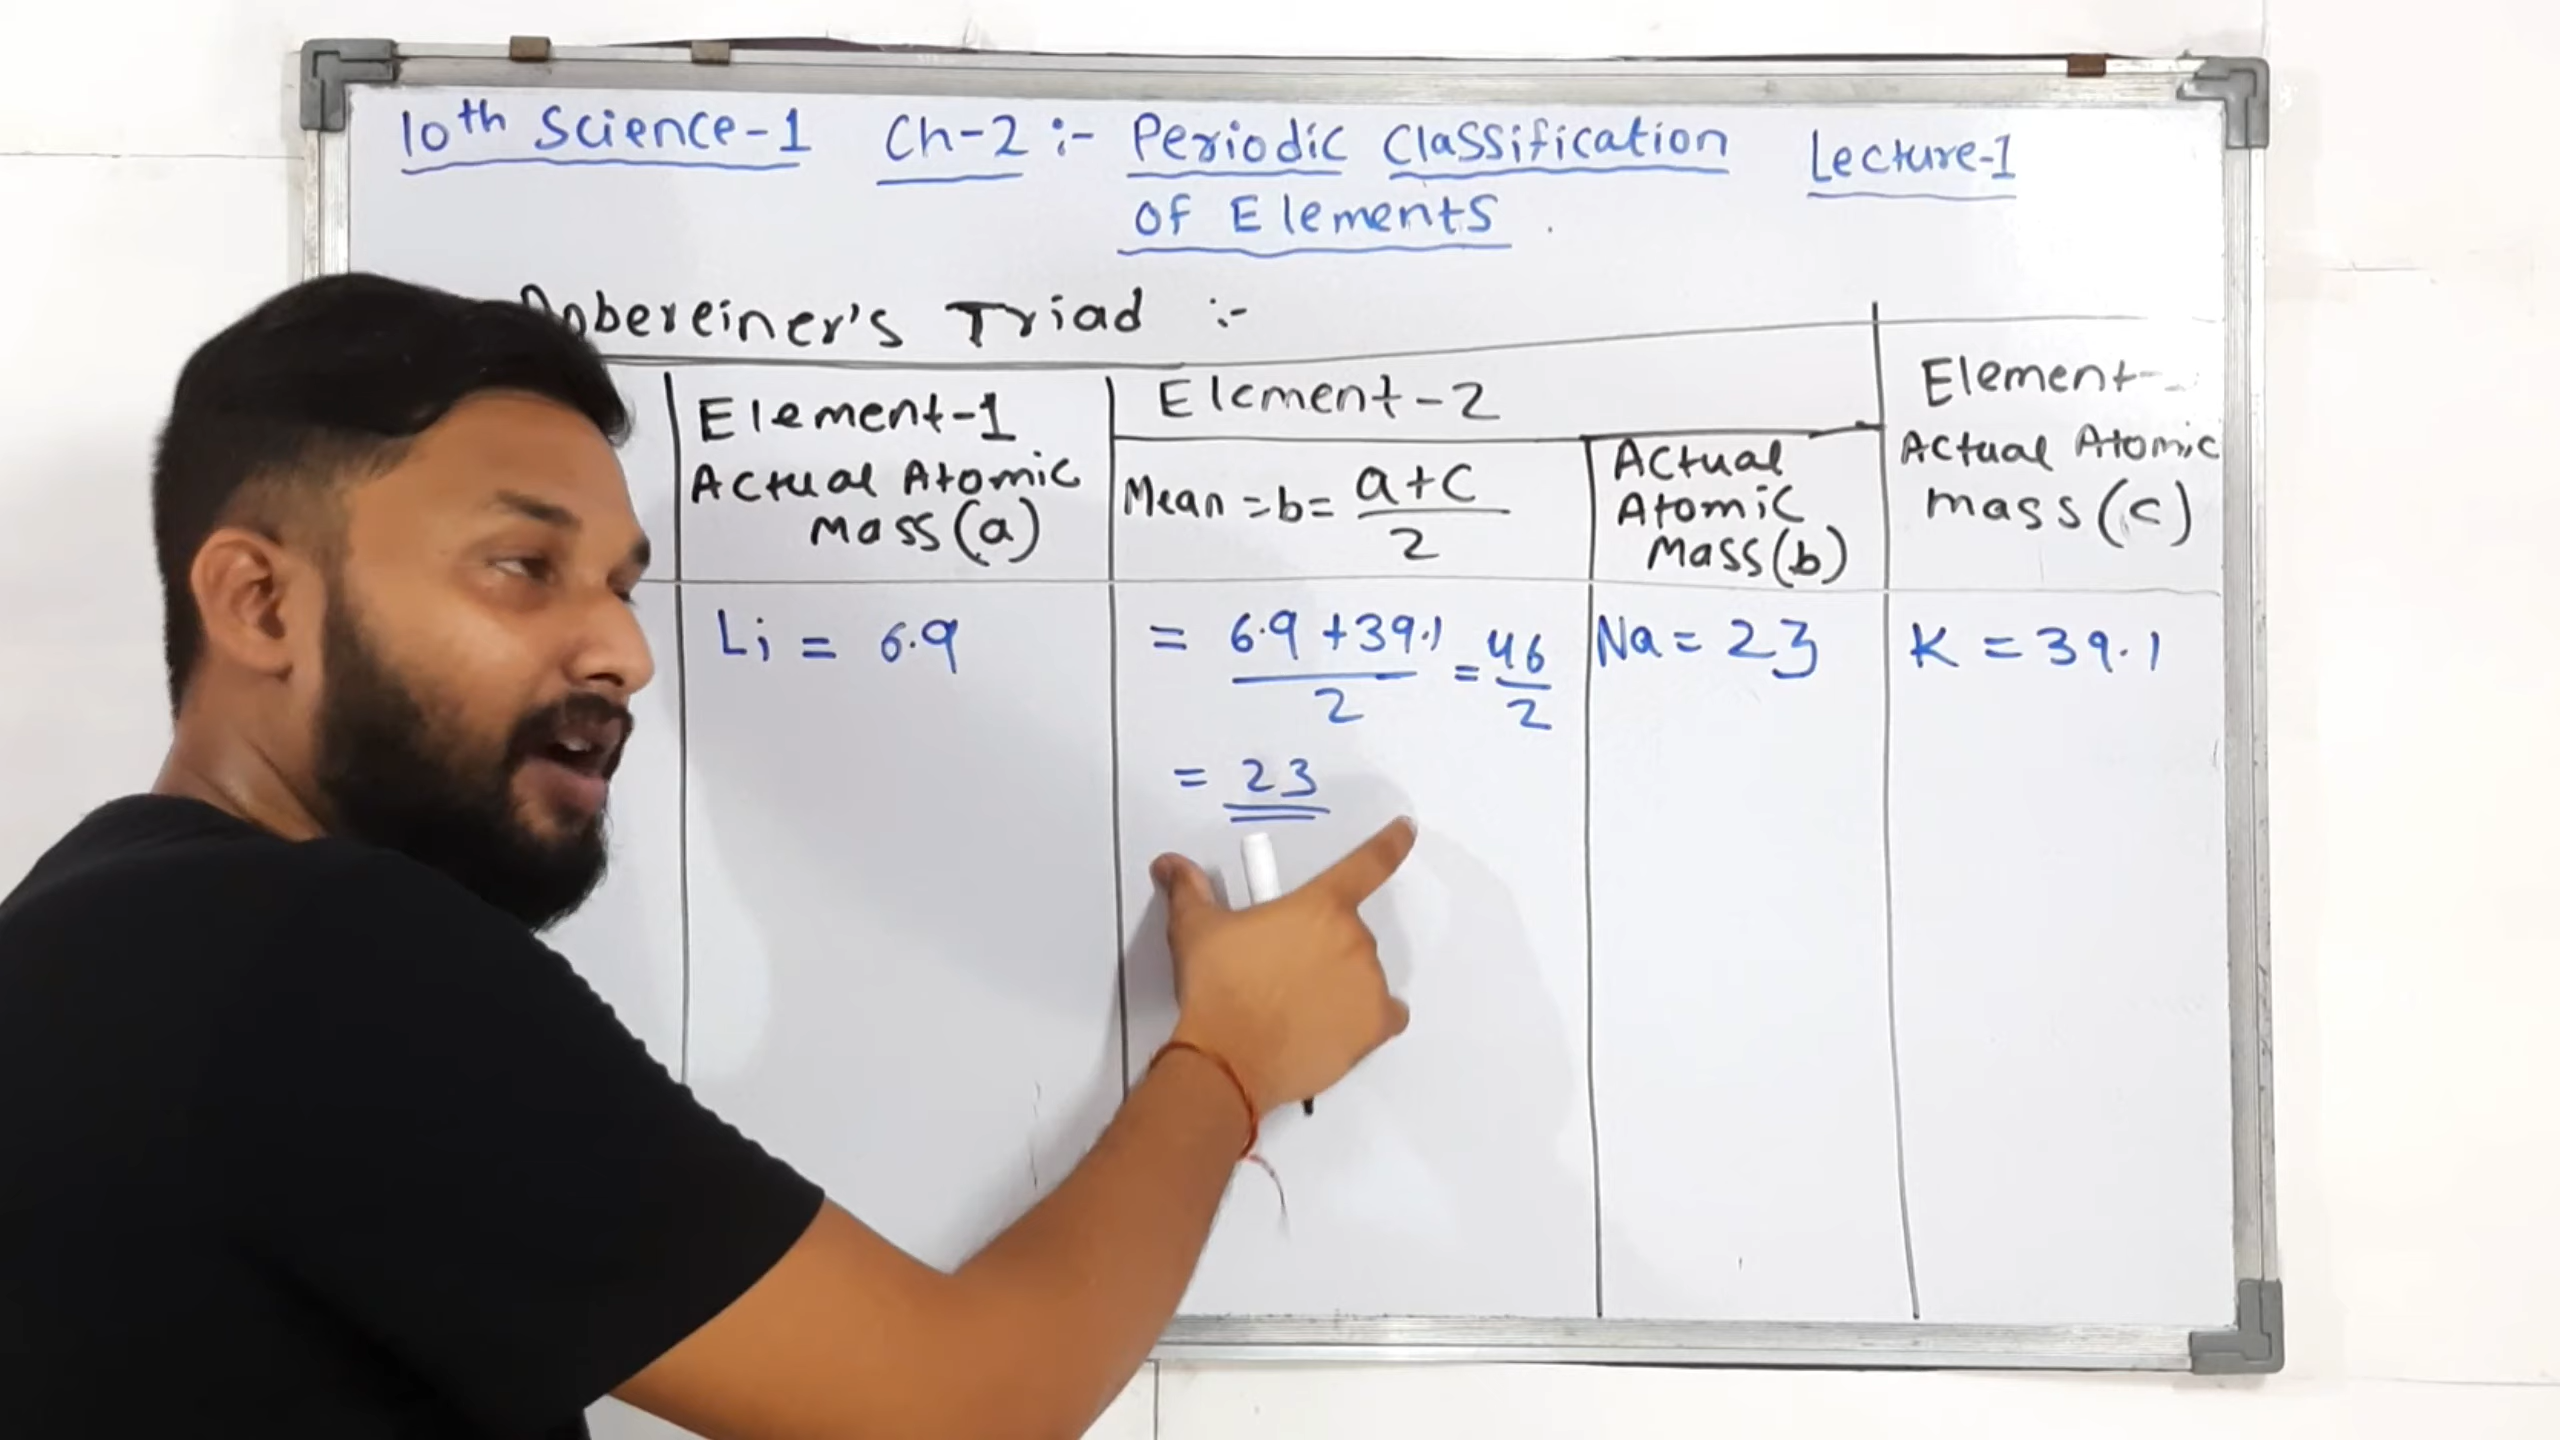 10th Science-1 Ch-2 :- Periodic Classification Lecture-1
of Elements
Dobereiner's Triad :-
Element-1
Actual Atomic
Mass (a)
Element-2
Mean = b = a+c/2
Actual
Atomic
Mass (b)
Element-
Actual Atomic
mass (c)
Li = 6.9
= 6.9 + 39.1/2 = 46/2
= 23
Na = 23
K = 39.1